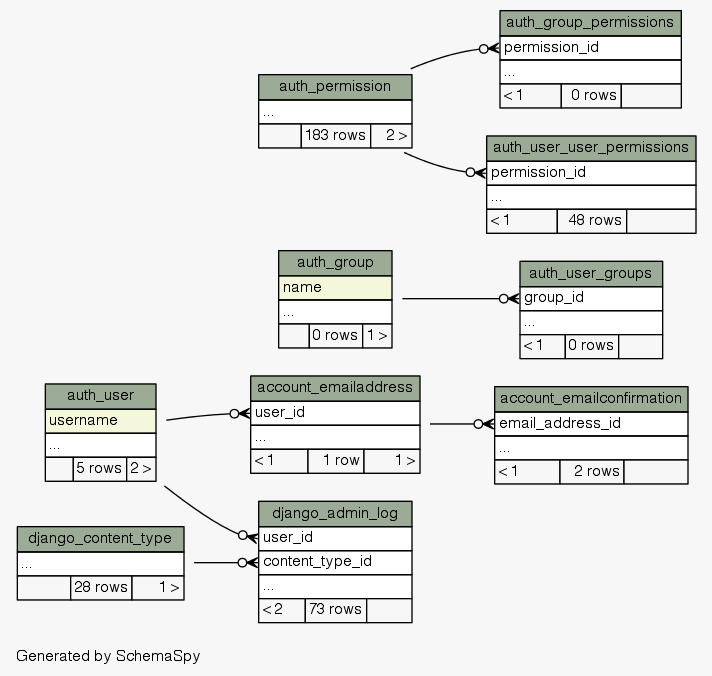 auth_group_permissions
permission_id
...
< 1 0 rows
auth_permission
...
183 rows 2 >
auth_user_user_permissions
permission_id
...
< 1 48 rows
auth_group
name
...
0 rows 1 >
auth_user_groups
group_id
...
< 1 0 rows
auth_user
username
...
5 rows 2 >
account_emailaddress
user_id
...
< 1 1 row 1 >
account_emailconfirmation
email_address_id
...
< 1 2 rows
django_admin_log
user_id
content_type_id
...
< 2 73 rows
django_content_type
...
28 rows 1 >
Generated by SchemaSpy